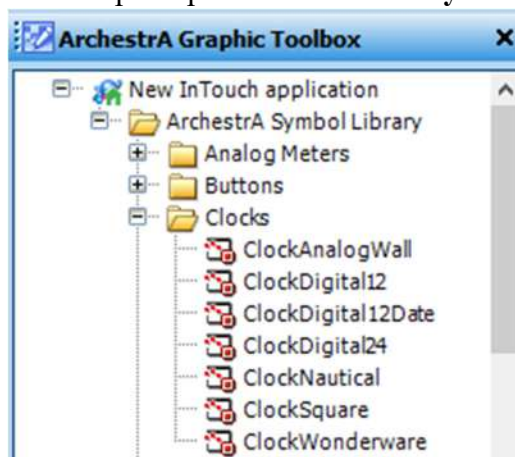 ArchestrA Graphic Toolbox
New InTouch application
ArchestrA Symbol Library
Analog Meters
Buttons
Clocks
ClockAnalogWall
ClockDigital12
ClockDigital12Date
ClockDigital24
ClockNautical
ClockSquare
ClockWonderware